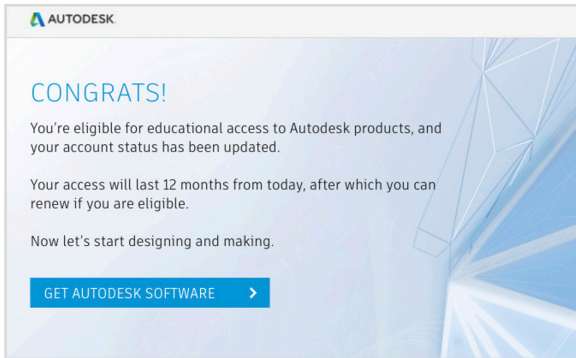 AUTODESK
CONGRATS!
You're eligible for educational access to Autodesk products, and
your account status has been updated.
Your access will last 12 months from today, after which you can
renew if you are eligible.
Now let's start designing and making.
GET AUTODESK SOFTWARE >